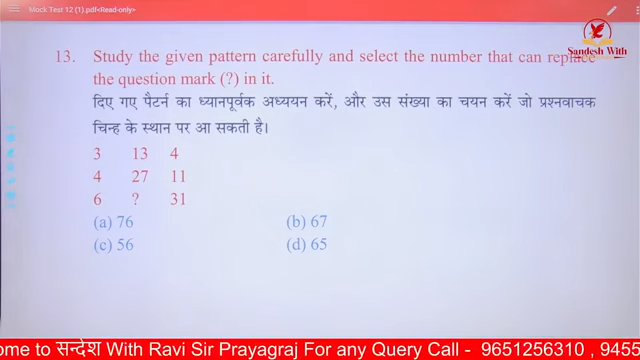 Mock Test 12 (1).pdf<Read-only>
Sandesh With
13. Study the given pattern carefully and select the number that can replace
the question mark (?) in it.
दिए गए पैटर्न का ध्यानपूर्वक अध्ययन करें, और उस संख्या का चयन करें जो प्रश्नवाचक
चिन्ह के स्थान पर आ सकती है।
3 13 4
4 27 11
6 ? 31
(a) 76 (b) 67
(c) 56 (d) 65
ome to सन्देश With Ravi Sir Prayagraj For any Query Call - 9651256310 , 9455